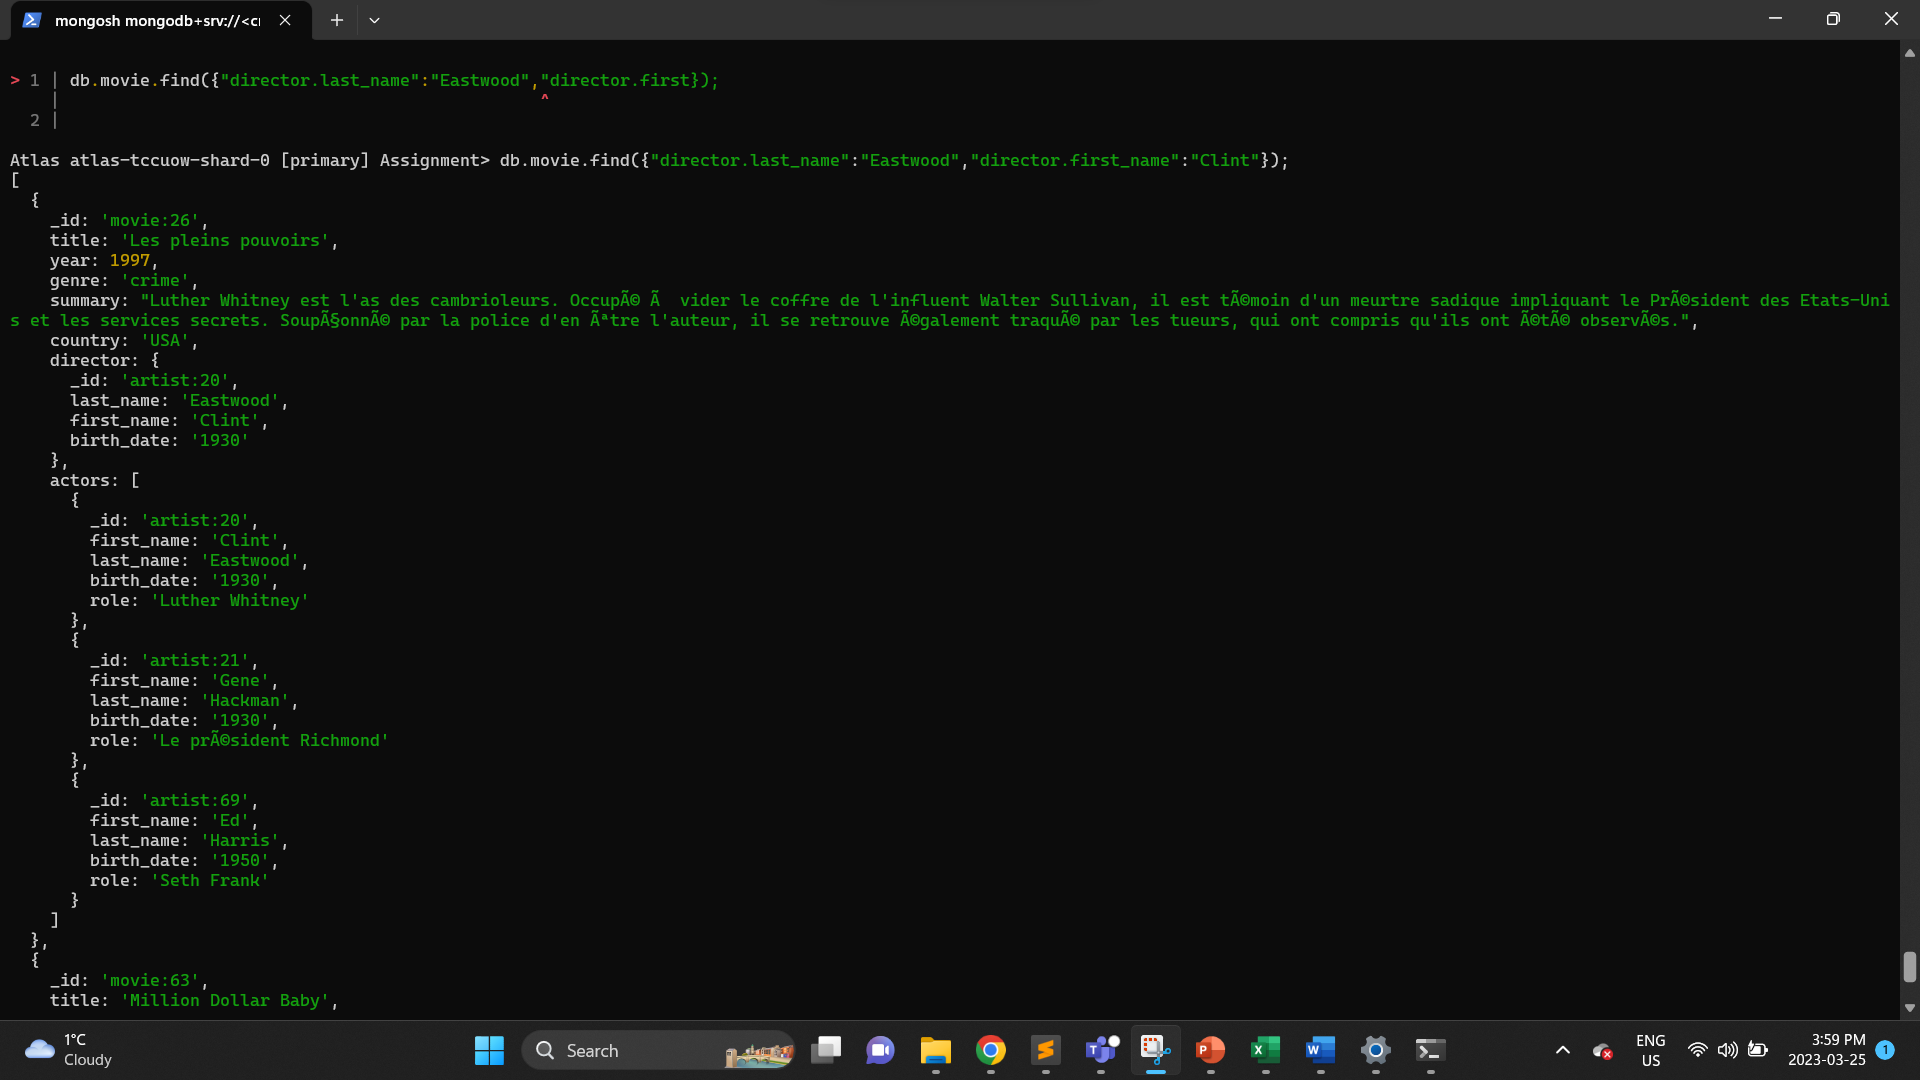 mongosh mongodb+srv://<cr
> 1 | db.movie.find({"director.last_name":"Eastwood","director.first});
| ^
2 |
Atlas atlas-tccuow-shard-0 [primary] Assignment> db.movie.find({"director.last_name":"Eastwood","director.first_name":"Clint"});
[
{
_id: 'movie:26',
title: 'Les pleins pouvoirs',
year: 1997,
genre: 'crime',
summary: "Luther Whitney est l'as des cambrioleurs. OccupÃ© Ã  vider le coffre de l'influent Walter Sullivan, il est tÃ©moin d'un meurtre sadique impliquant le PrÃ©sident des Etats-Uni
s et les services secrets. SoupÃ§onnÃ© par la police d'en Ãªtre l'auteur, il se retrouve Ã©galement traquÃ© par les tueurs, qui ont compris qu'ils ont Ã©tÃ© observÃ©s.",
country: 'USA',
director: {
_id: 'artist:20',
last_name: 'Eastwood',
first_name: 'Clint',
birth_date: '1930'
},
actors: [
{
_id: 'artist:20',
first_name: 'Clint',
last_name: 'Eastwood',
birth_date: '1930',
role: 'Luther Whitney'
},
{
_id: 'artist:21',
first_name: 'Gene',
last_name: 'Hackman',
birth_date: '1930',
role: 'Le prÃ©sident Richmond'
},
{
_id: 'artist:69',
first_name: 'Ed',
last_name: 'Harris',
birth_date: '1950',
role: 'Seth Frank'
}
]
},
{
_id: 'movie:63',
title: 'Million Dollar Baby',
1°C
Cloudy
Search
ENG
US
3:59 PM
2023-03-25
1